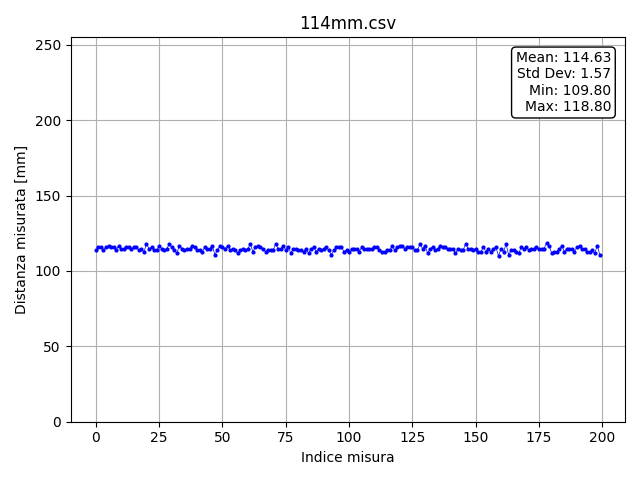 114mm.csv
Mean: 114.63
Std Dev: 1.57
Min: 109.80
Max: 118.80
Distanza misurata [mm]
250
200
150
100
50
0
0 25 50 75 100 125 150 175 200
Indice misura